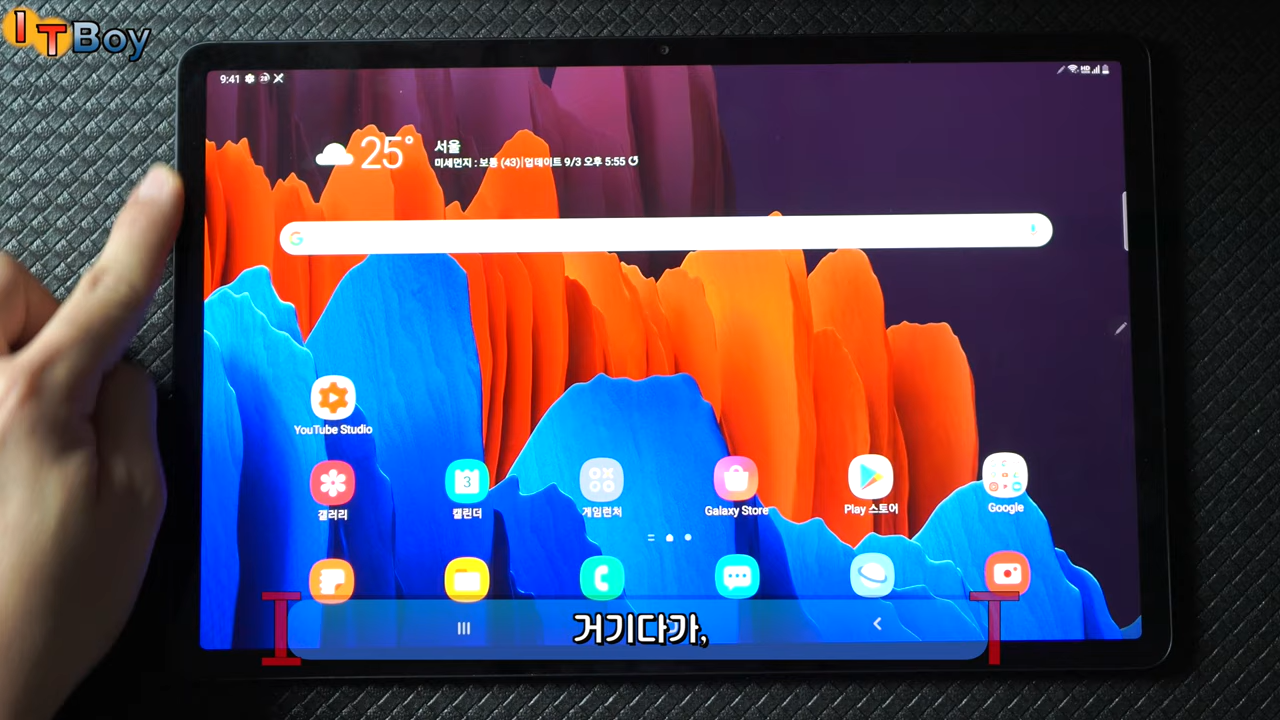 ITBoy
9:41
HD
25°
서울
미세먼지 : 보통 (43)|업데이트 9/3 오후 5:55
YouTube Studio
갤러리
3
캘린더
게임런처
Galaxy Store
Play 스토어
Google
거기다가,